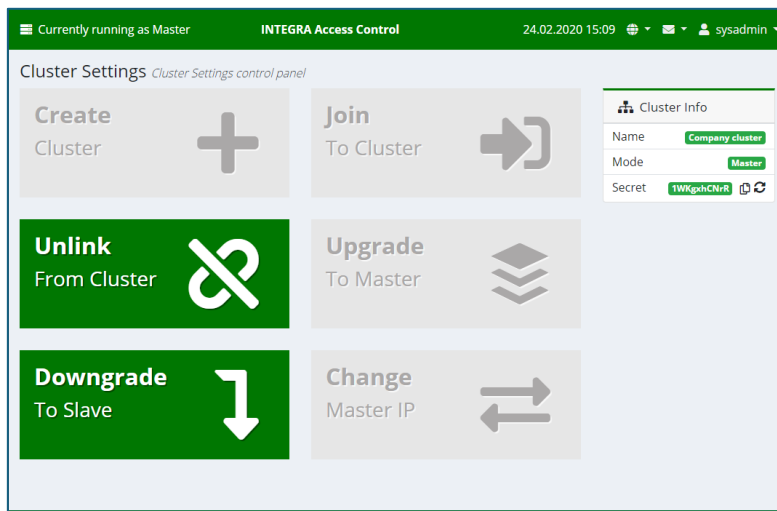 Currently running as Master INTEGRA Access Control 24.02.2020 15:09 sysadmin
Cluster Settings Cluster Settings control panel
Create
Cluster
Join
To Cluster
Unlink
From Cluster
Upgrade
To Master
Downgrade
To Slave
Change
Master IP
Cluster Info
Name Company cluster
Mode Master
Secret 1WKgxhCNrR